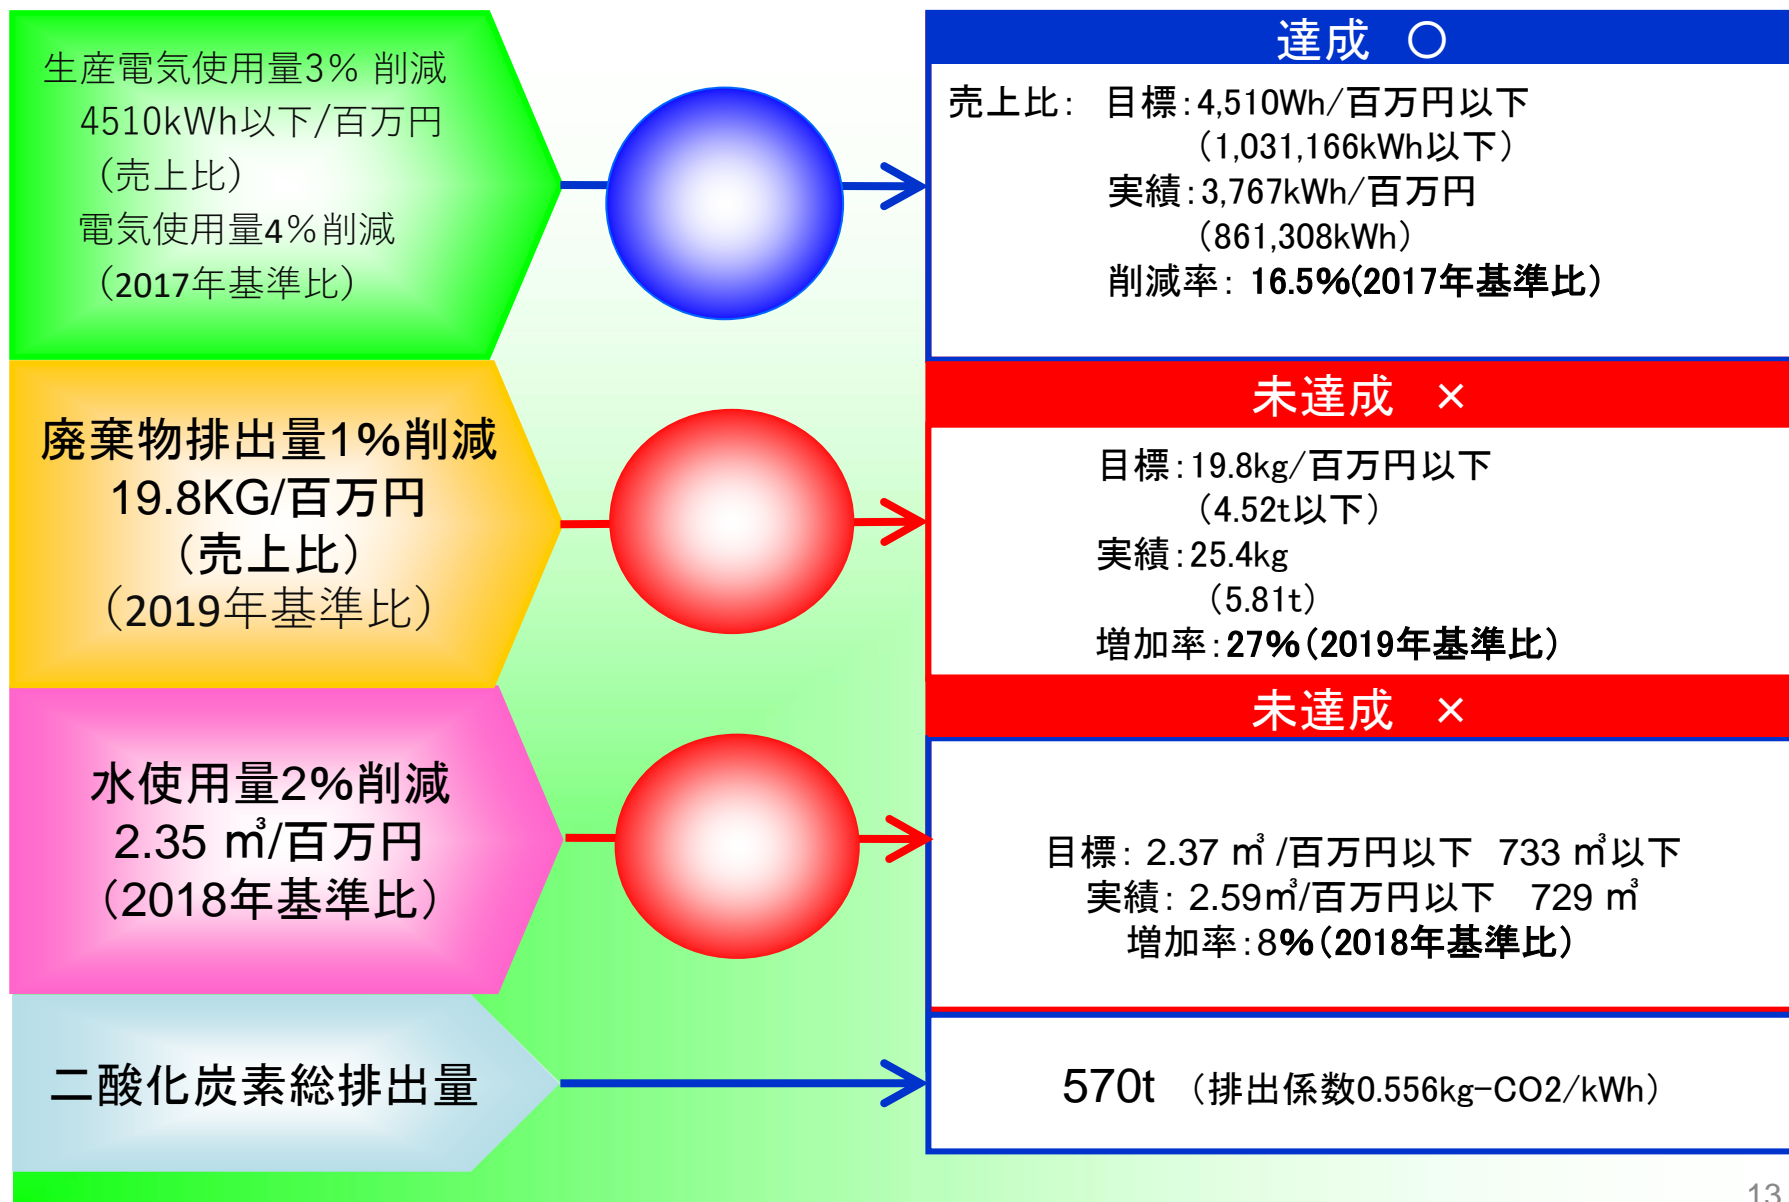 生産電気使用量3% 削減
4510kWh以下/百万円
（売上比）
電気使用量4%削減
（2017年基準比）
達成 ○
売上比： 目標：4,510Wh/百万円以下
（1,031,166kWh以下）
実績：3,767kWh/百万円
（861,308kWh）
削減率： 16.5%(2017年基準比）
廃棄物排出量1%削減
19.8KG/百万円
（売上比）
（2019年基準比）
未達成 ×
目標：19.8kg/百万円以下
（4.52t以下）
実績：25.4kg
（5.81t）
増加率：27%（2019年基準比）
水使用量2%削減
2.35 ㎥/百万円
（2018年基準比）
未達成 ×
目標： 2.37 ㎥ /百万円以下 733 ㎥以下
実績： 2.59㎥/百万円以下 729 ㎥
増加率：8%（2018年基準比）
二酸化炭素総排出量
570t （排出係数0.556kg-CO2/kWh）
13